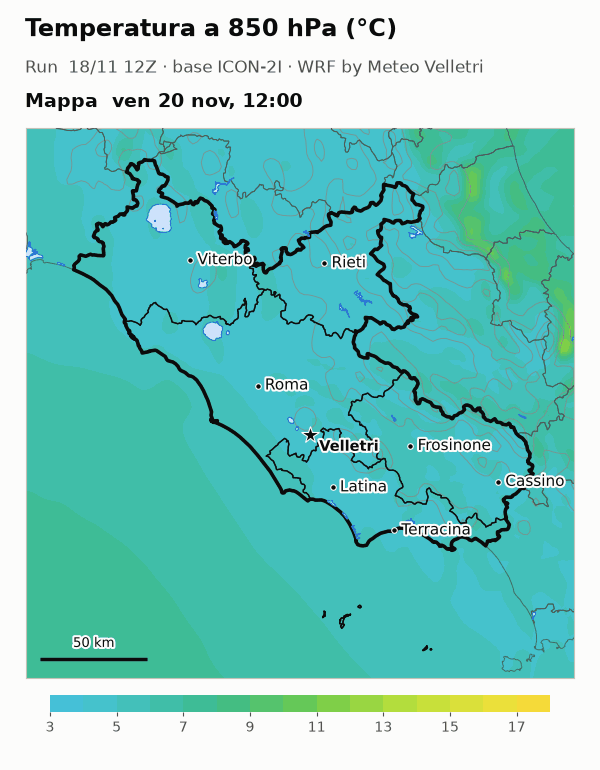 Temperatura a 850 hPa (°C)
Run  18/11 12Z · base ICON-2I · WRF by Meteo Velletri
Mappa  ven 20 nov, 12:00
Viterbo
Rieti
Roma
Velletri
Frosinone
Cassino
Latina
Terracina
50 km
3 5 7 9 11 13 15 17